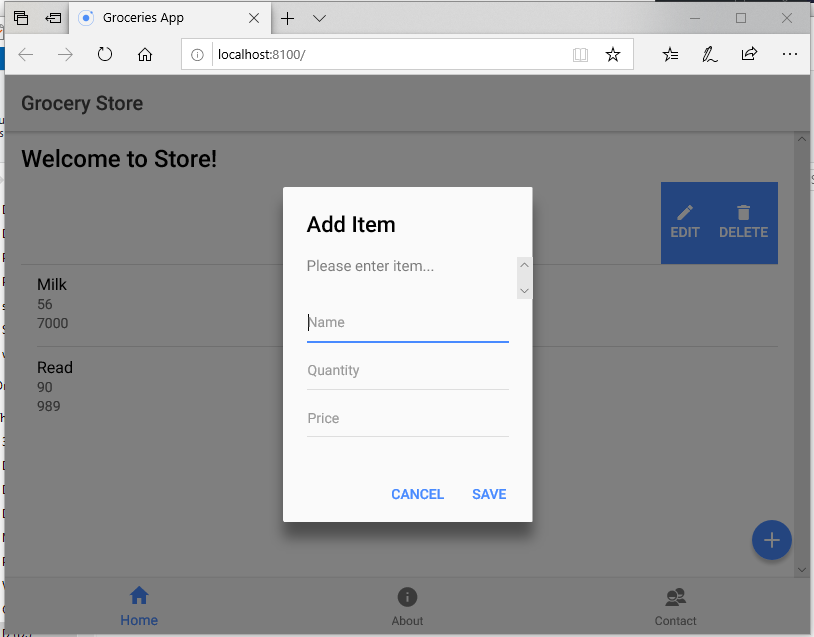 Groceries App
localhost:8100/
Grocery Store
Welcome to Store!
EDIT DELETE
Milk
56
7000
Read
90
989
Add Item
Please enter item...
Name
Quantity
Price
CANCEL SAVE
Home About Contact